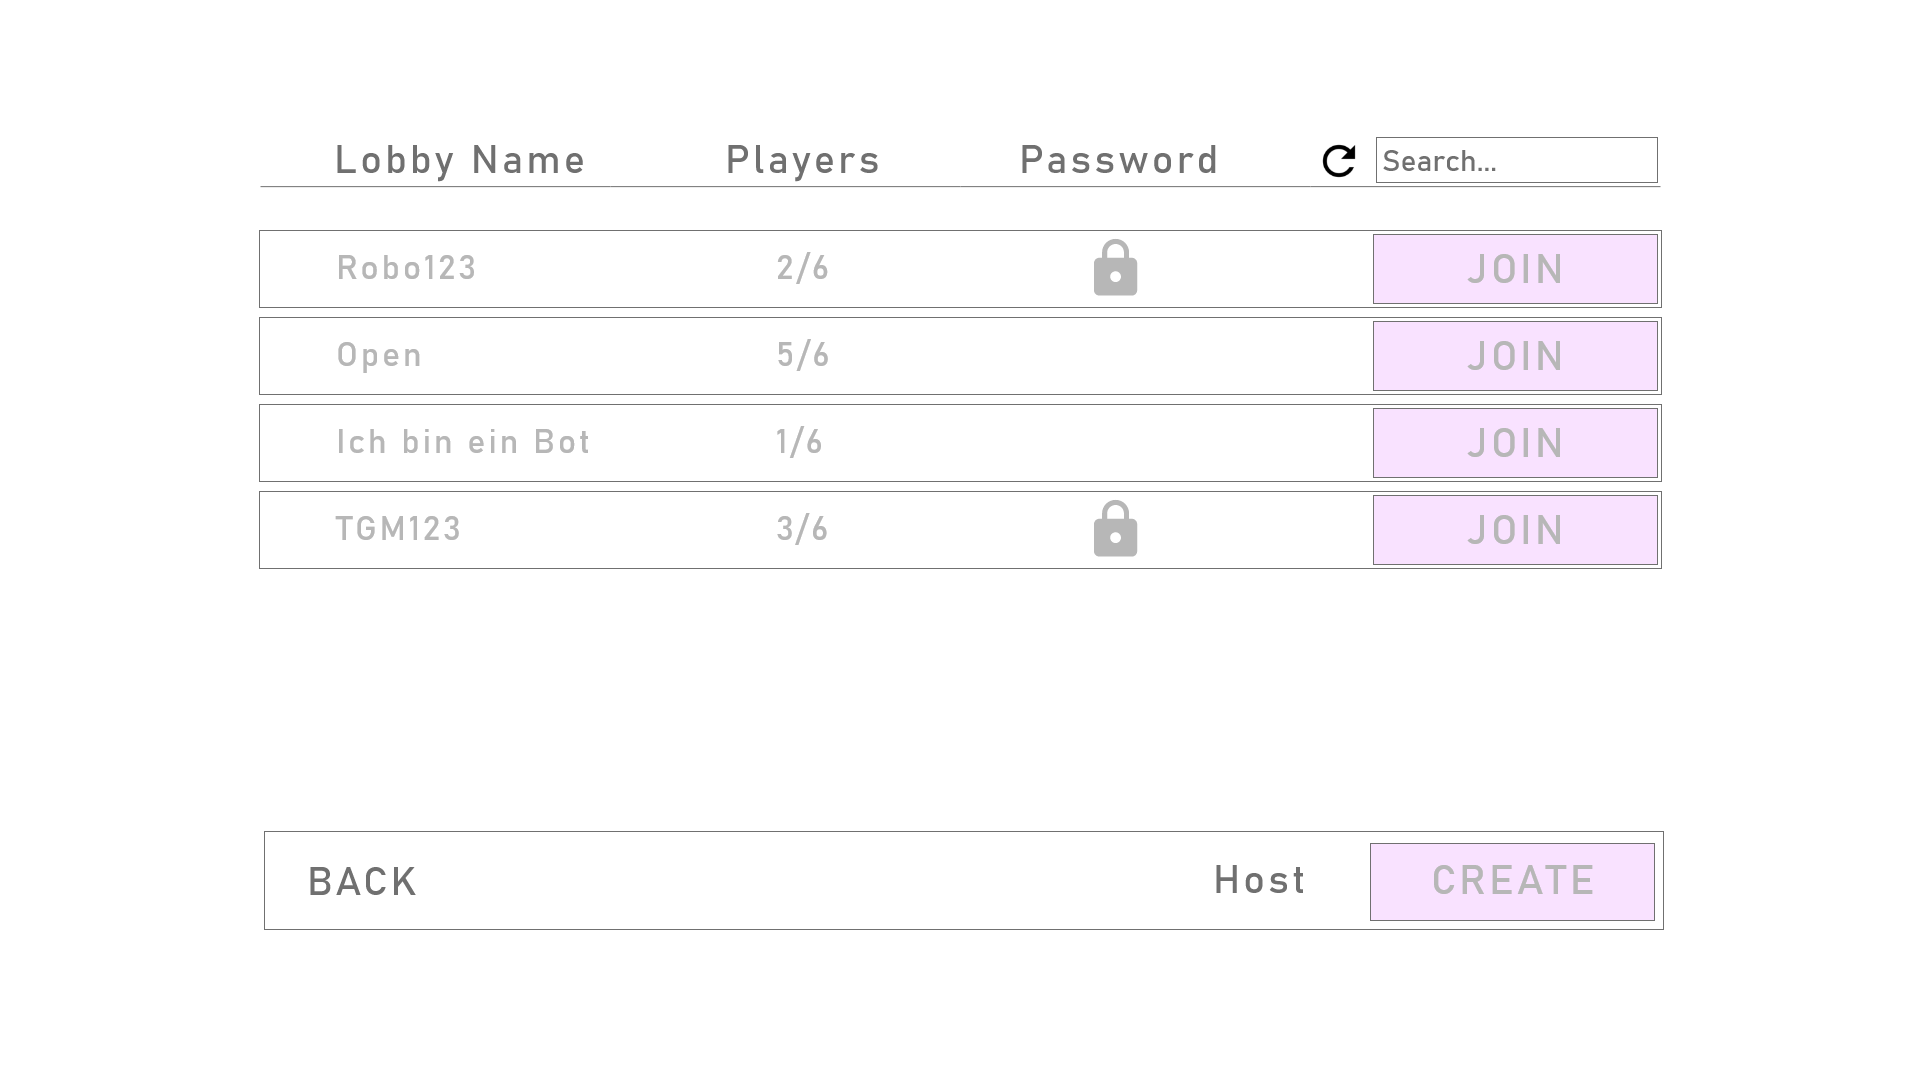 Lobby Name Players Password Search...
Robo123 2/6 JOIN
Open 5/6 JOIN
Ich bin ein Bot 1/6 JOIN
TGM123 3/6 JOIN
BACK Host CREATE